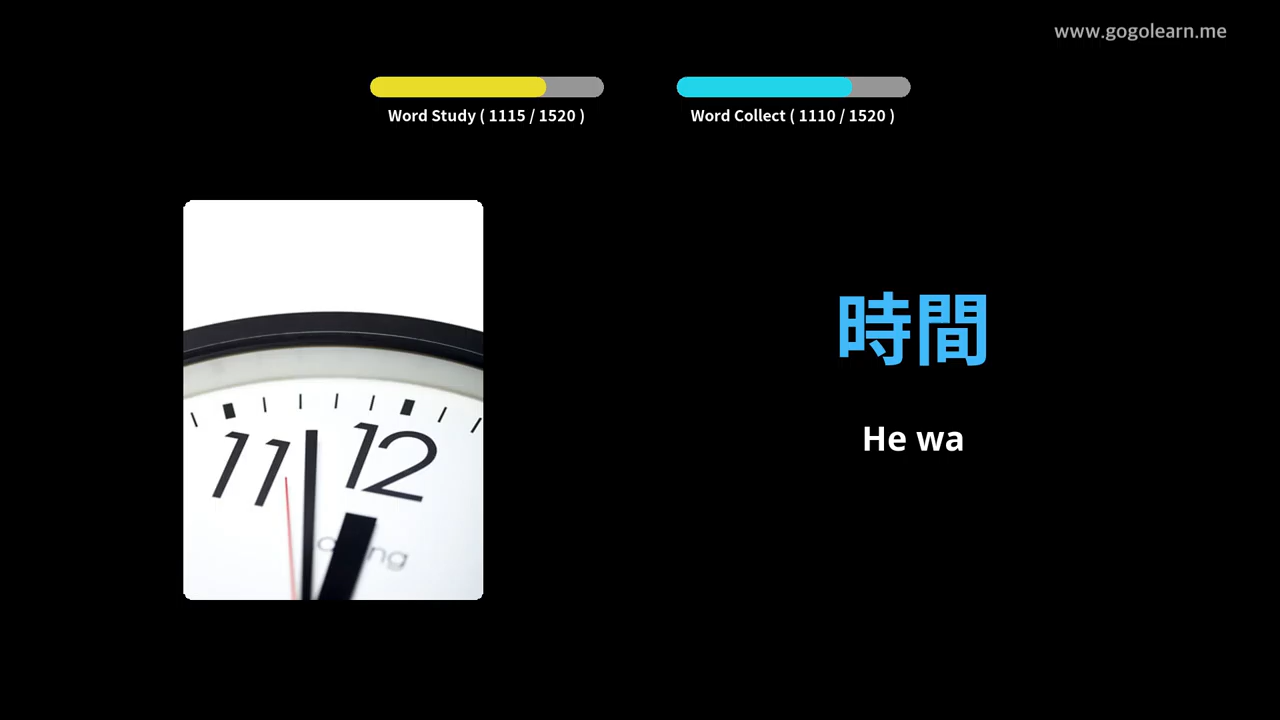 www.gogolearn.me
Word Study ( 1115 / 1520 )
Word Collect ( 1110 / 1520 )
11
12
時間
He wa